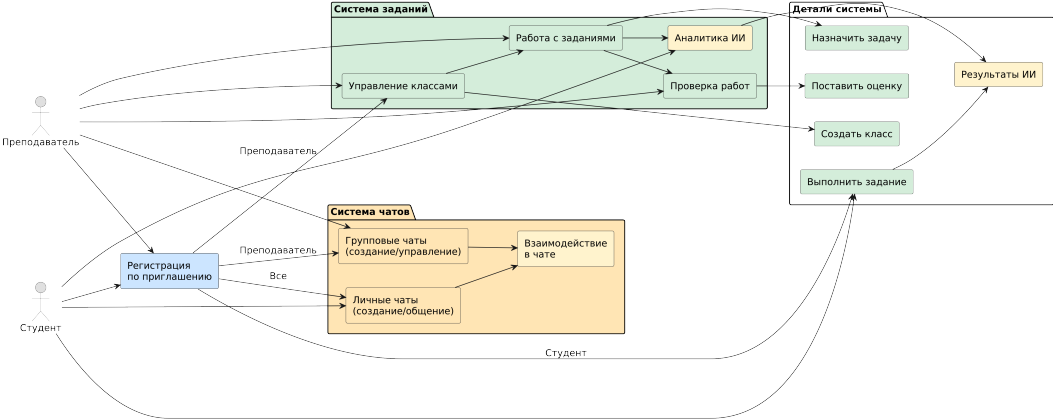 Система заданий
Детали системы
Работа с заданиями
Аналитика ИИ
Назначить задачу
Результаты ИИ
Управление классами
Проверка работ
Поставить оценку
Создать класс
Преподаватель
Преподаватель
Выполнить задание
Система чатов
Групповые чаты
(создание/управление)
Взаимодействие
в чате
Преподаватель
Регистрация
по приглашению
Все
Личные чаты
(создание/общение)
Студент
Студент